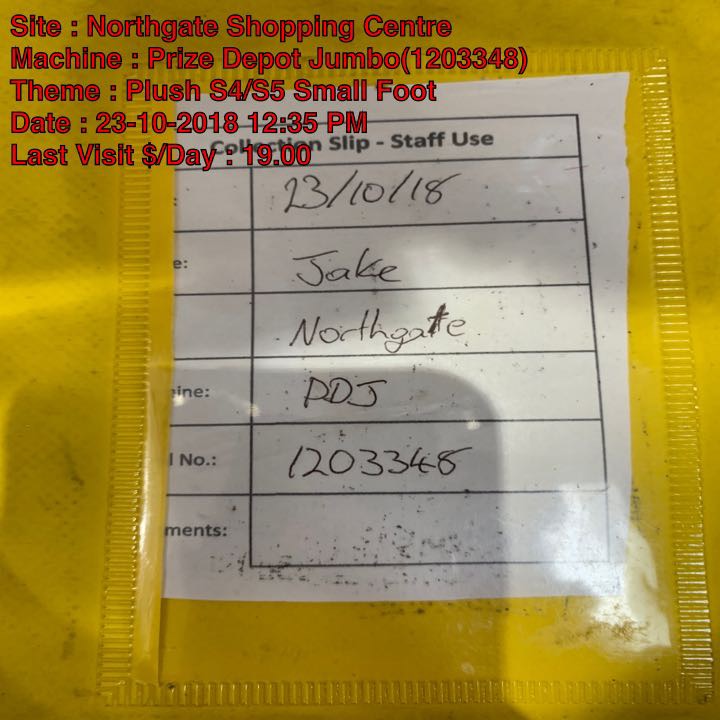 Site : Northgate Shopping Centre
Machine : Prize Depot Jumbo(1203348)
Theme : Plush S4/S5 Small Foot
Date : 23-10-2018 12:35 PM
Last Visit $/Day : 19.00
Collection Slip - Staff Use
: 23/10/18
e: Jake
Northgate
ine: PDJ
l No.: 1203348
ments: